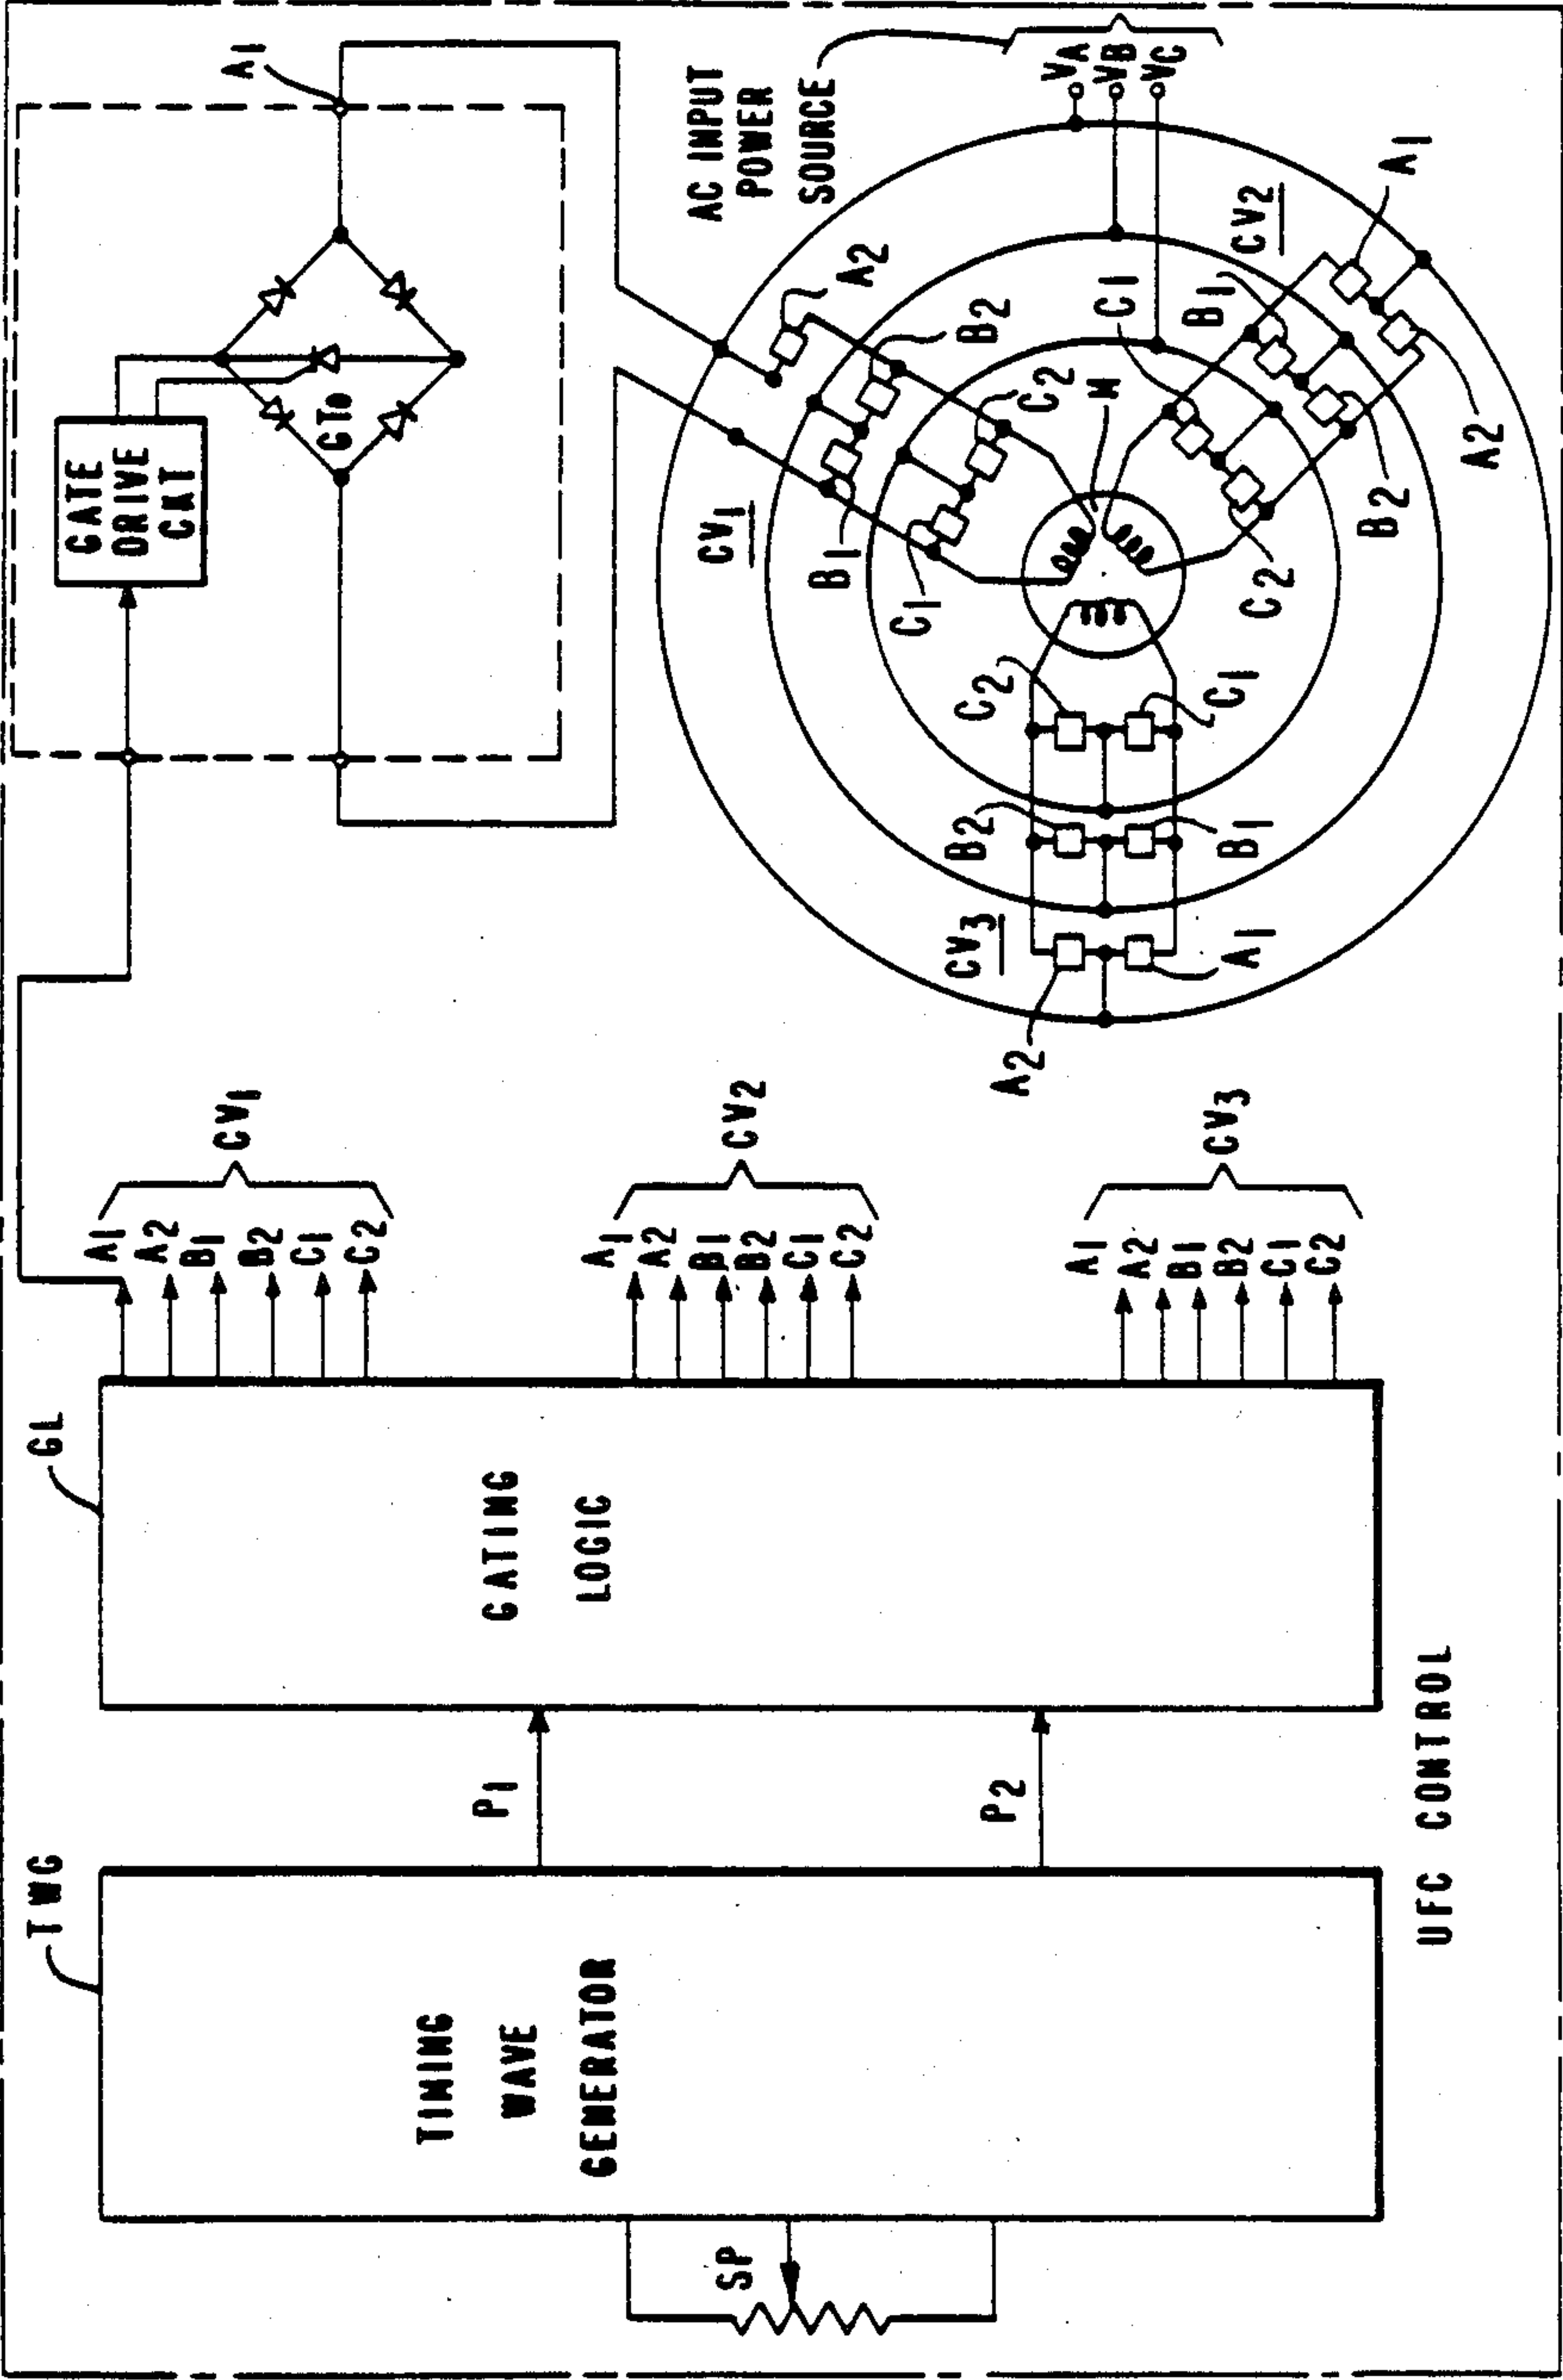 TWG
TIMING
WAVE
GENERATOR
SP
P1
P2
GL
GATING
LOGIC
UFC CONTROL
A1
A2
B1
B2
C1
C2
CV1
A1
A2
B1
B2
C1
C2
CV2
A1
A2
B1
B2
C1
C2
CV3
GATE
DRIVE
CKT
GTo
A1
AC INPUT
POWER
SOURCE
VA
VB
VC
CV1
A2
B2
C2
B1
C1
M
CV2
A1
B1
C1
A2
B2
C2
CV3
C2
C1
B2
B1
A2
A1